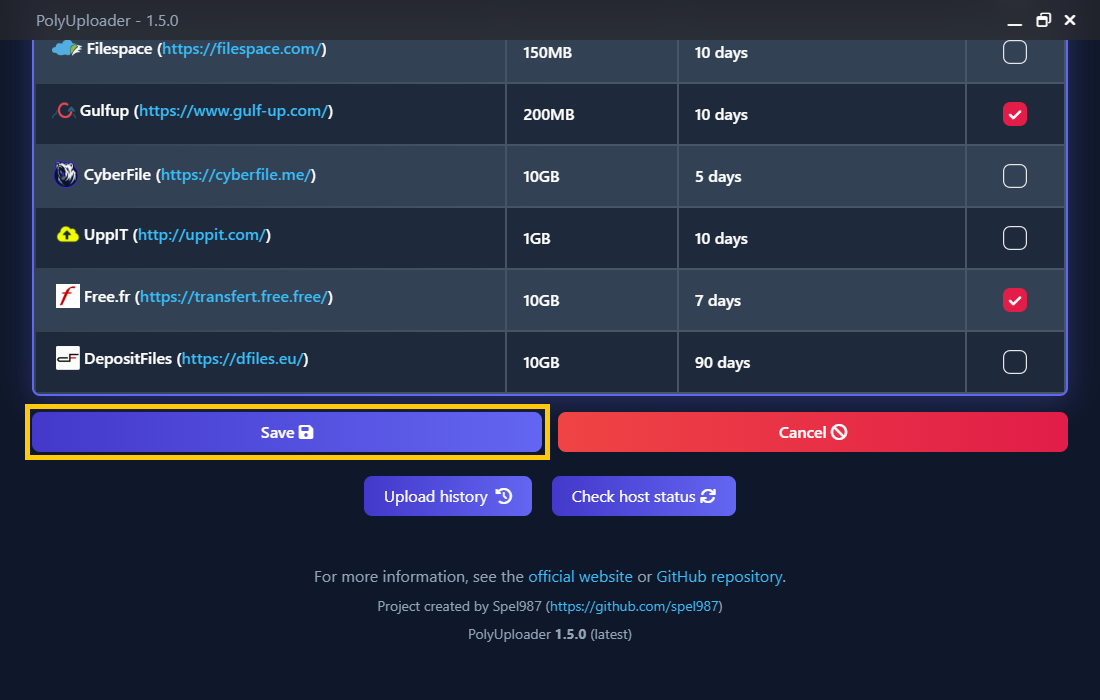 PolyUploader - 1.5.0
Filespace (https://filespace.com/) 150MB 10 days
Gulfup (https://www.gulf-up.com/) 200MB 10 days
CyberFile (https://cyberfile.me/) 10GB 5 days
UppIT (http://uppit.com/) 1GB 10 days
Free.fr (https://transfert.free.free/) 10GB 7 days
DepositFiles (https://dfiles.eu/) 10GB 90 days
Save Cancel
Upload history Check host status
For more information, see the official website or GitHub repository.
Project created by Spel987 (https://github.com/spel987)
PolyUploader 1.5.0 (latest)